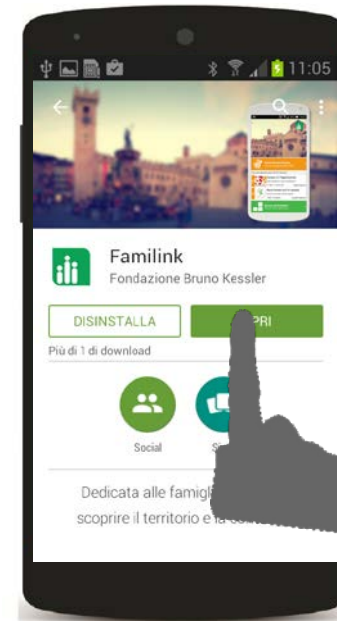 11:05
Familink
Fondazione Bruno Kessler
DISINSTALLA
PRI
Più di 1 di download
Social
Dedicata alle famigl
scoprire il territorio e la